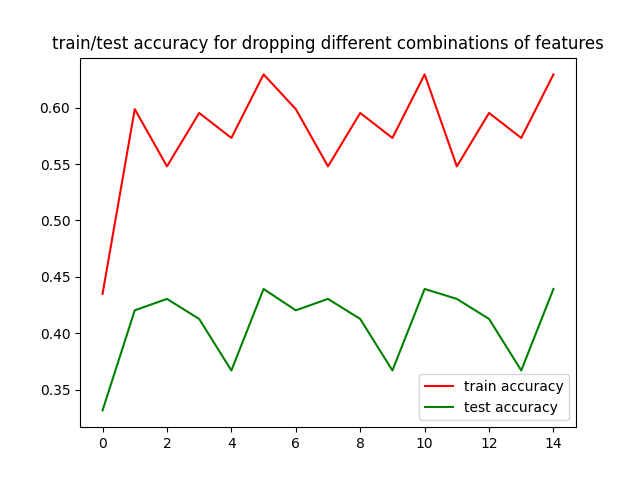 train/test accuracy for dropping different combinations of features
0.60
0.55
0.50
0.45
0.40
0.35
train accuracy
test accuracy
0 2 4 6 8 10 12 14